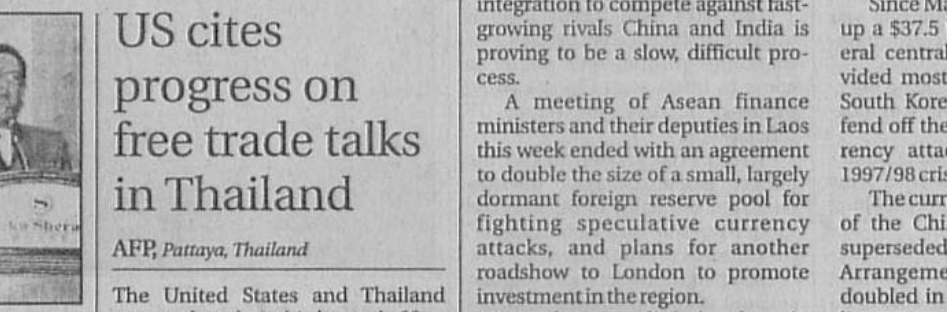 US cites
progress on
free trade talks
in Thailand
AFP, Pattaya, Thailand
The United States and Thailand
integration to compete against fast-
growing rivals China and India is
proving to be a slow, difficult pro-
cess.
A meeting of Asean finance
ministers and their deputies in Laos
this week ended with an agreement
to double the size of a small, largely
dormant foreign reserve pool for
fighting speculative currency
attacks, and plans for another
roadshow to London to promote
investment in the region.
Since Ma
up a $37.5
eral central
vided most
South Kore
fend off the
rency atta
1997/98 cris
The curr
of the Chi
superseded
Arrangeme
doubled in